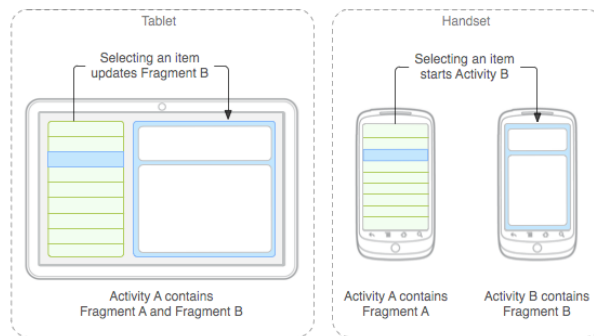 Tablet
Selecting an item
updates Fragment B
Activity A contains
Fragment A and Fragment B
Handset
Selecting an item
starts Activity B
Activity A contains
Fragment A
Activity B contains
Fragment B